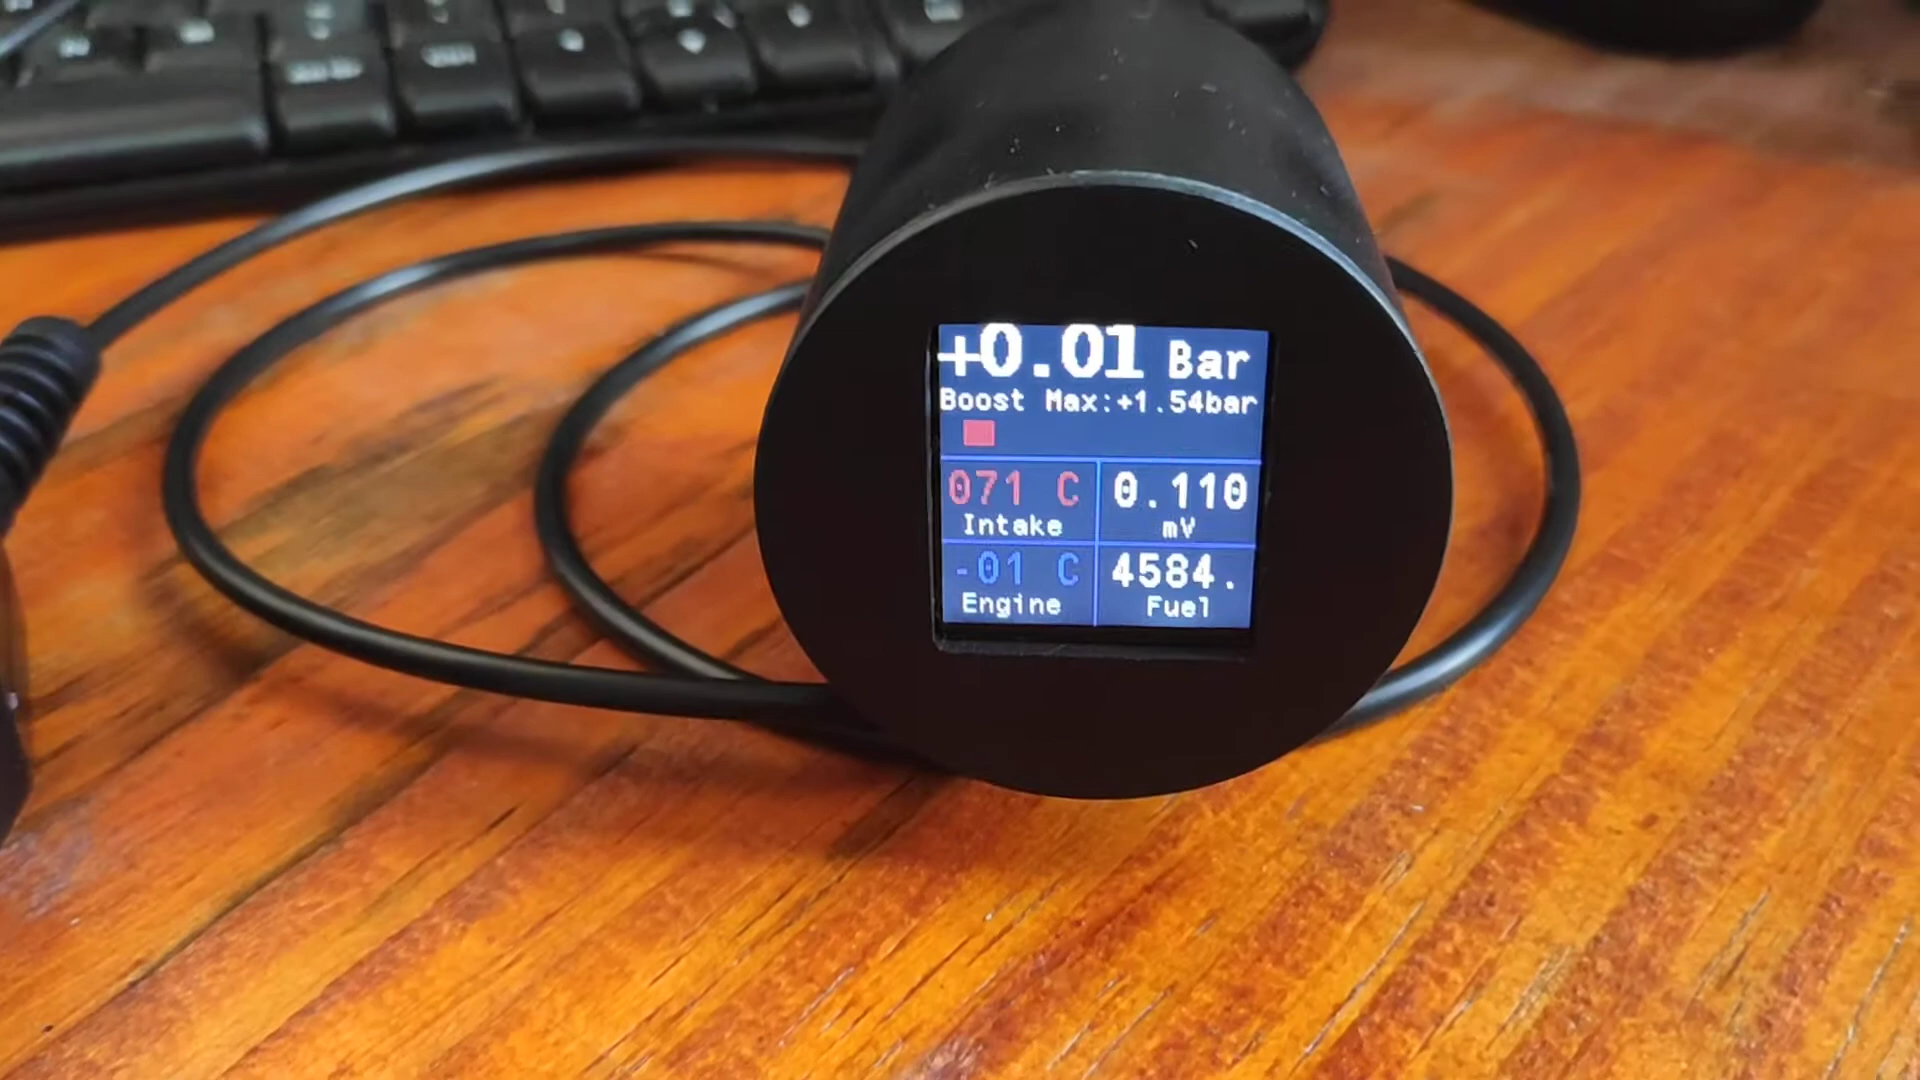 +0.01 Bar
Boost Max:+1.54bar
071 C
Intake
0.110
mV
-01 C
Engine
4584.
Fuel